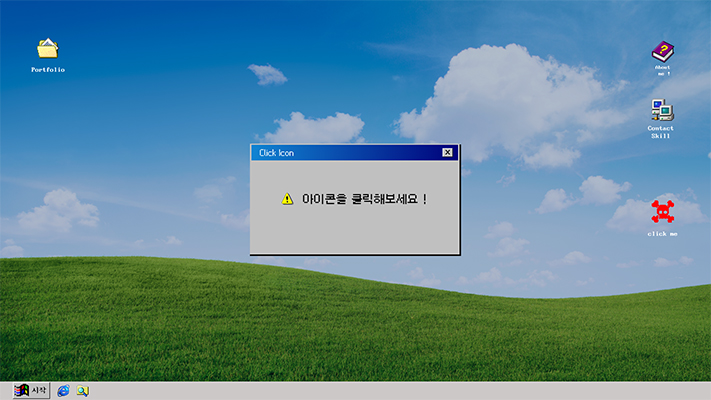 Portfolio
About
me !
Contact
Skill
Click Icon
아이콘을 클릭해보세요 !
click me
시작